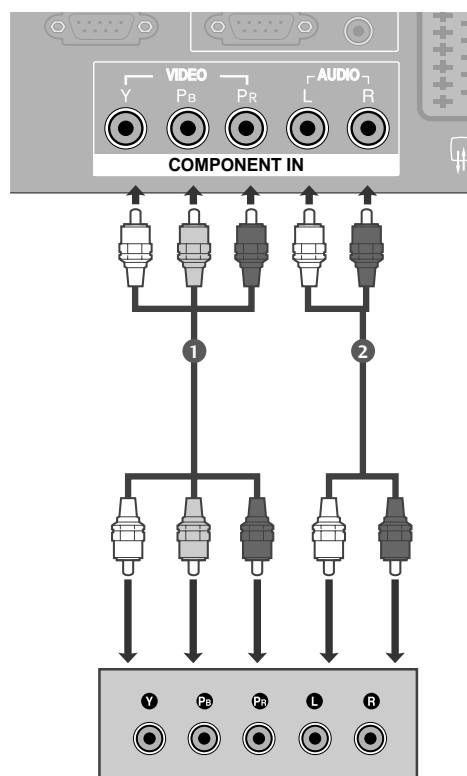 VIDEO AUDIO
Y PB PR L R
COMPONENT IN
1 2
Y PB PR L R